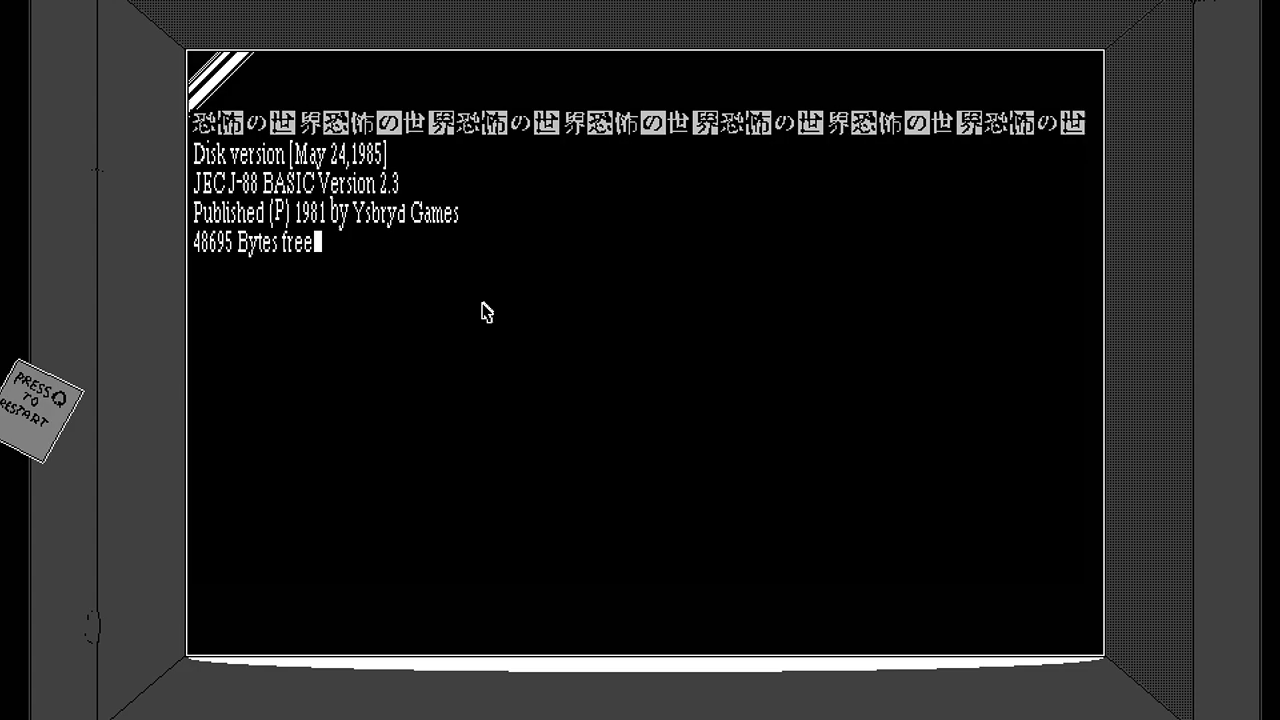 恐怖の世界恐怖の世界恐怖の世界恐怖の世界恐怖の世界恐怖の世界恐怖の世
Disk version [May 24,1985]
JECJ-88 BASIC Version 2.3
Published (P) 1981 by Ysbryd Games
48695 Bytes free
PRESS Q
TO
RESTART